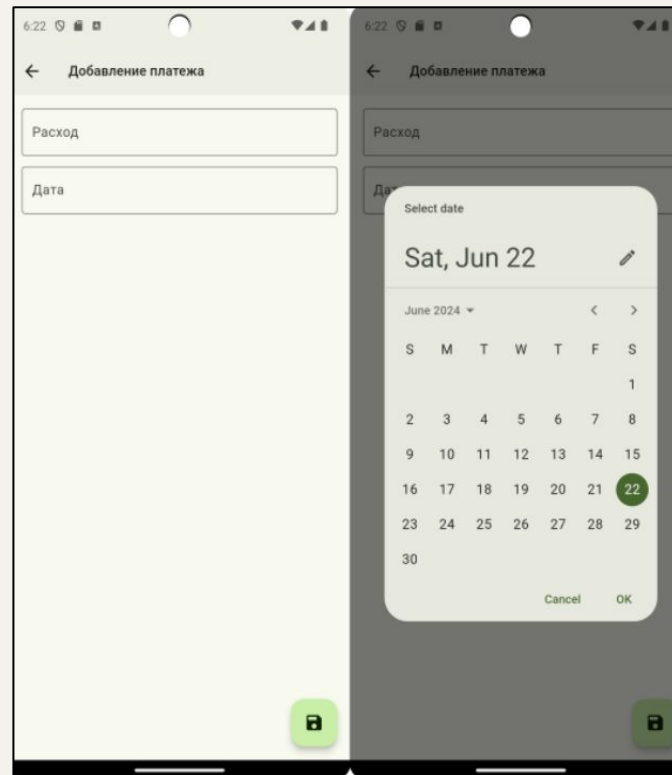 6:22
Добавление платежа
Расход
Дата
6:22
Добавление платежа
Расход
Select date
Sat, Jun 22
June 2024
S M T W T F S
1
2 3 4 5 6 7 8
9 10 11 12 13 14 15
16 17 18 19 20 21 22
23 24 25 26 27 28 29
30
Cancel OK